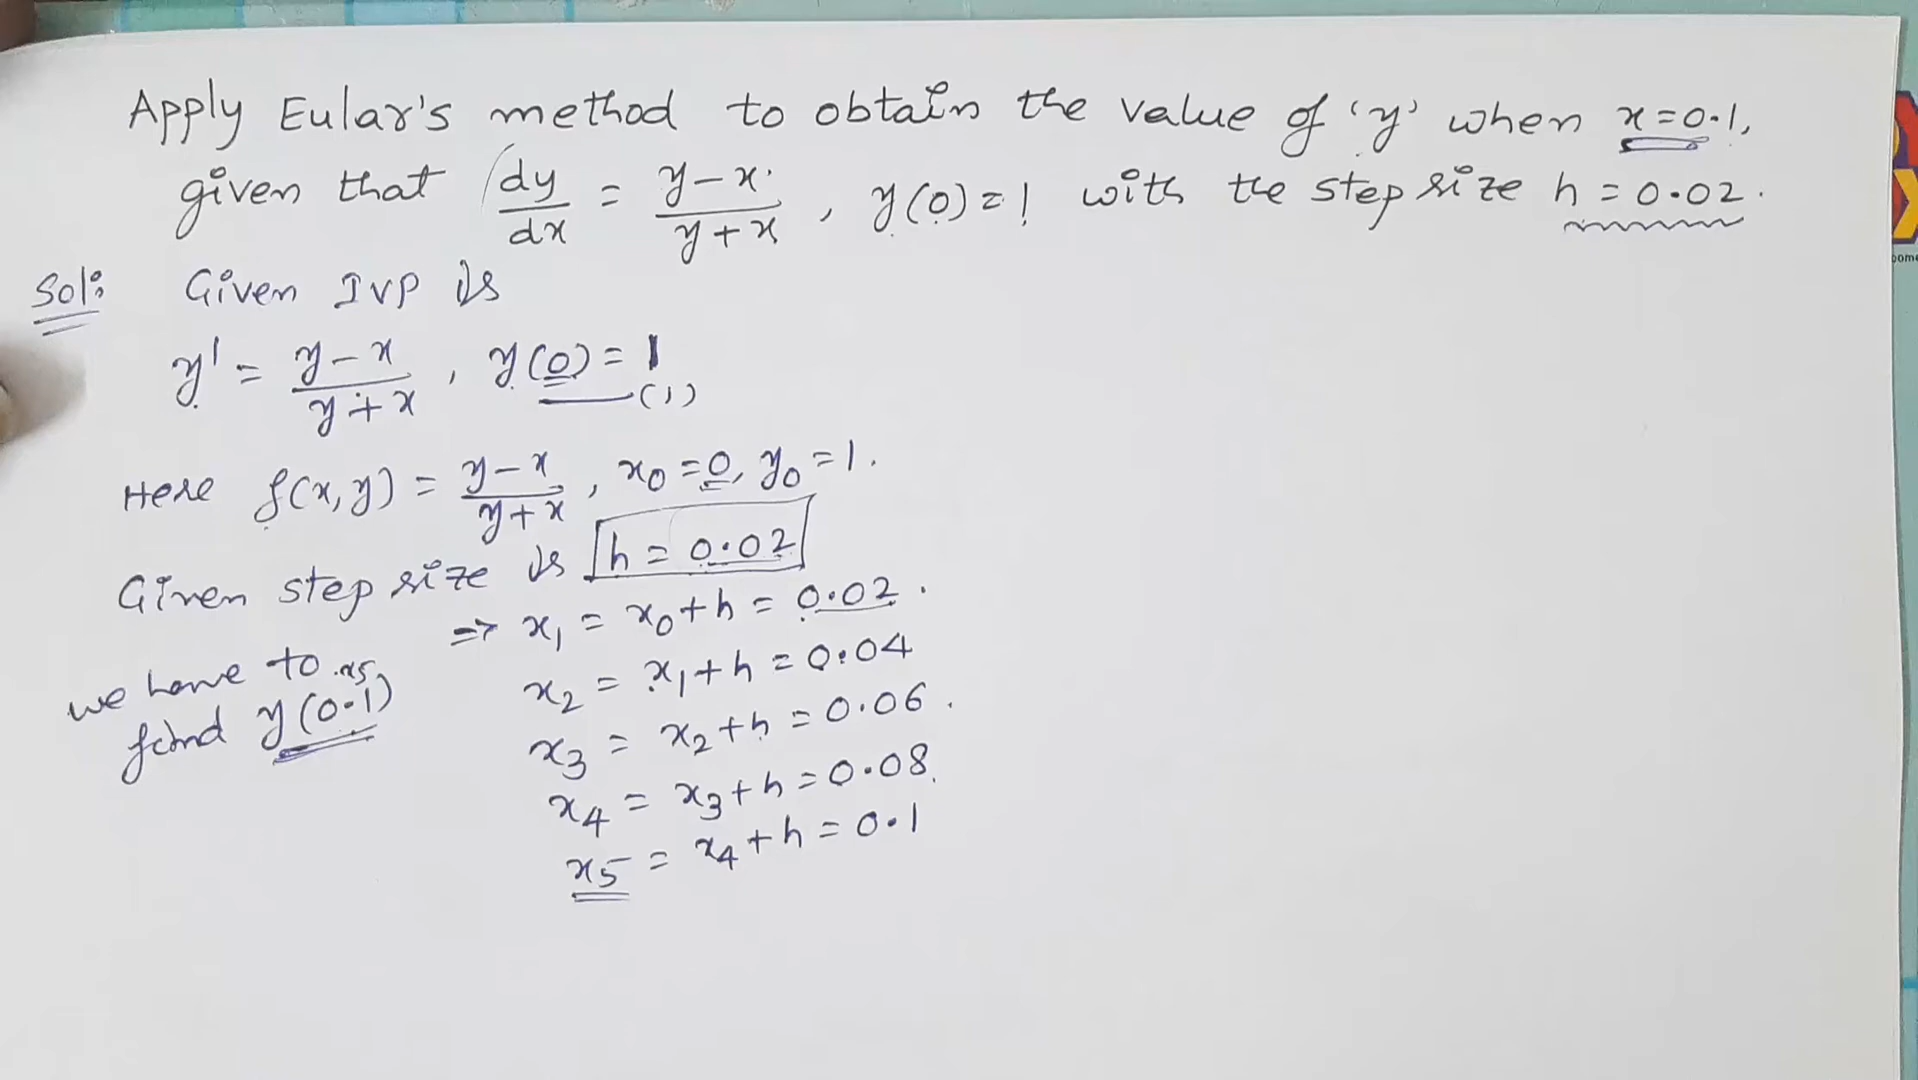 Apply Eular's method to obtain the value of 'y' when x=0.1,
given that dy/dx = y-x/y+x, y(0)=1 with the step size h=0.02.
Sol: Given IVP is
y' = y-x/y+x, y(0)=1 —(1)
Here f(x,y) = y-x/y+x, x0=0, y0=1.
Given step size is h=0.02
=> x1 = x0+h = 0.02.
we have to x5
find y(0.1)
x2 = x1+h = 0.04
x3 = x2+h = 0.06.
x4 = x3+h = 0.08.
x5 = x4+h = 0.1